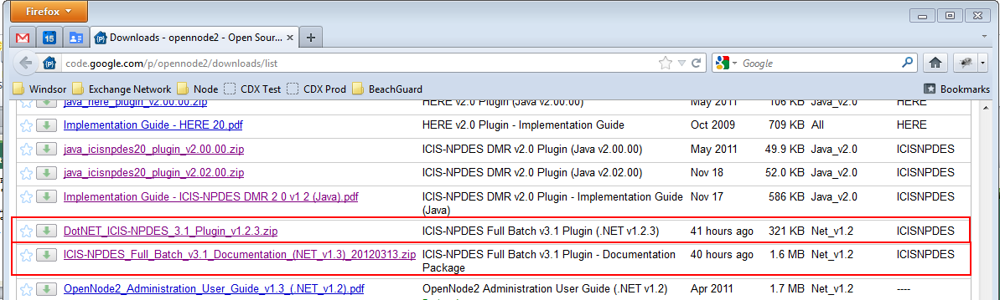 Firefox
15
Downloads - opennode2 - Open Sour...
code.google.com/p/opennode2/downloads/list
Google
Windsor Exchange Network Node CDX Test CDX Prod BeachGuard Bookmarks
java_here_plugin_v2.00.00.zip HERE v2.0 Plugin (Java v2.00.00) May 2011 106 KB Java_v2.0 HERE
Implementation Guide - HERE 20.pdf HERE v2.0 Plugin - Implementation Guide Oct 2009 709 KB All HERE
java_icisnpdes20_plugin_v2.00.00.zip ICIS-NPDES DMR v2.0 Plugin (Java v2.00.00) May 2011 49.9 KB Java_v2.0 ICISNPDES
java_icisnpdes20_plugin_v2.02.00.zip ICIS-NPDES DMR v2.0 Plugin (Java v2.02.00) Nov 18 52.0 KB Java_v2.0 ICISNPDES
Implementation Guide - ICIS-NPDES DMR 2 0 v1 2 (Java).pdf ICIS-NPDES DMR v2.0 Plugin - Implementation Guide Nov 17 586 KB Java_v2.0 ICISNPDES
(Java)
DotNET_ICIS-NPDES_3.1_Plugin_v1.2.3.zip ICIS-NPDES Full Batch v3.1 Plugin (.NET v1.2.3) 41 hours ago 321 KB Net_v1.2 ICISNPDES
ICIS-NPDES_Full_Batch_v3.1_Documentation_(NET_v1.3)_20120313.zip ICIS-NPDES Full Batch v3.1 Plugin - Documentation 40 hours ago 1.6 MB Net_v1.2 ICISNPDES
Package
OpenNode2_Administration_User_Guide_v1.3_(.NET_v1.2).pdf OpenNode2 Administration User Guide (.NET v1.2) Apr 2011 1.7 MB Net_v1.2 ----